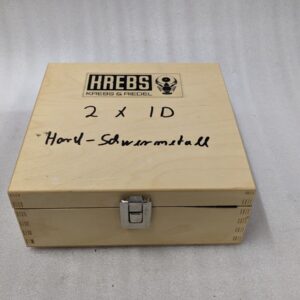 KREBS
KREBS & RIEDEL
2 x 1D
Hart-Schwermetall